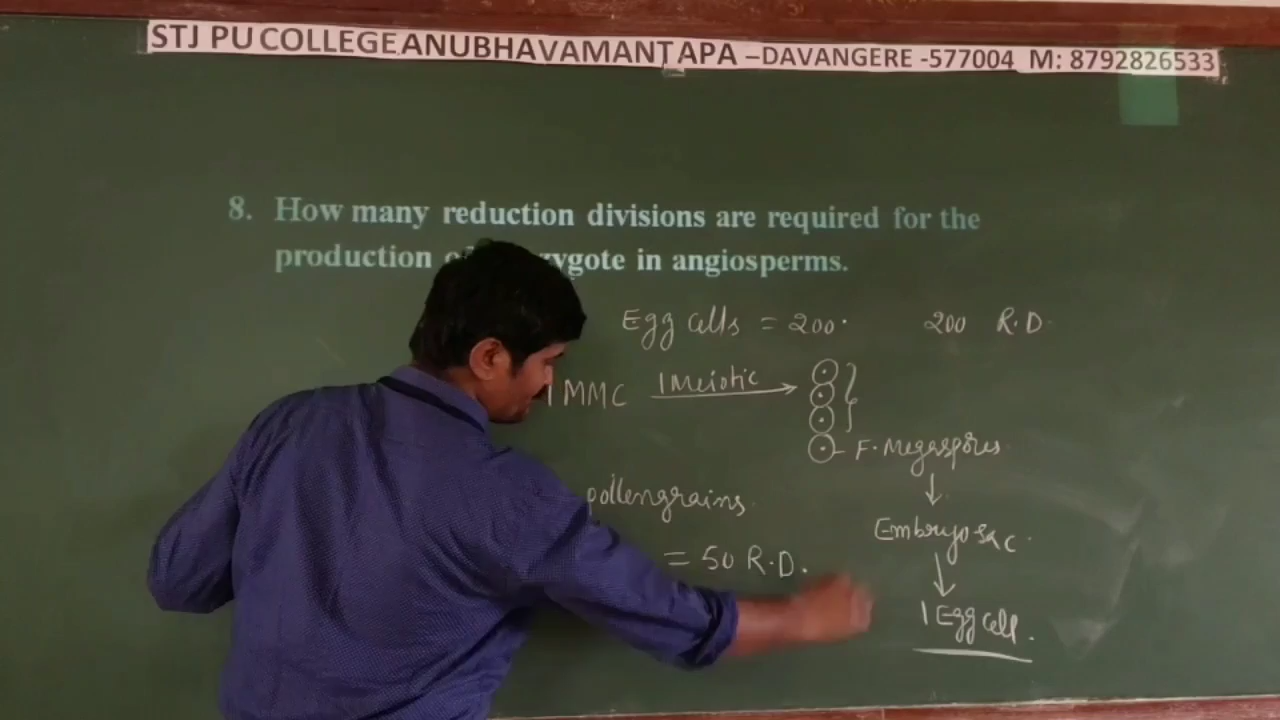 STJ PU COLLEGE ANUBHAVAMANTAPA – DAVANGERE -577004 M: 8792826533
8. How many reduction divisions are required for the
production zygote in angiosperms.
Egg cells = 200. 200 R.D.
1 MMC 1 Meiotic
F. Megaspores
pollengrains
Embryo sac.
= 50 R.D.
1 Egg cell.